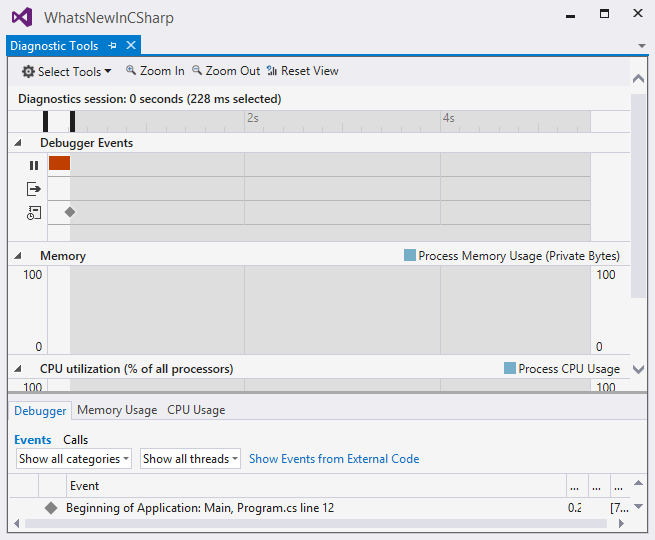 WhatsNewInCSharp
Diagnostic Tools
Select Tools Zoom In Zoom Out Reset View
Diagnostics session: 0 seconds (228 ms selected)
2s 4s
Debugger Events
Memory Process Memory Usage (Private Bytes)
100 100
0 0
CPU utilization (% of all processors) Process CPU Usage
100 100
Debugger Memory Usage CPU Usage
Events Calls
Show all categories Show all threads Show Events from External Code
Event ... ... ...
Beginning of Application: Main, Program.cs line 12 0.2 [7...